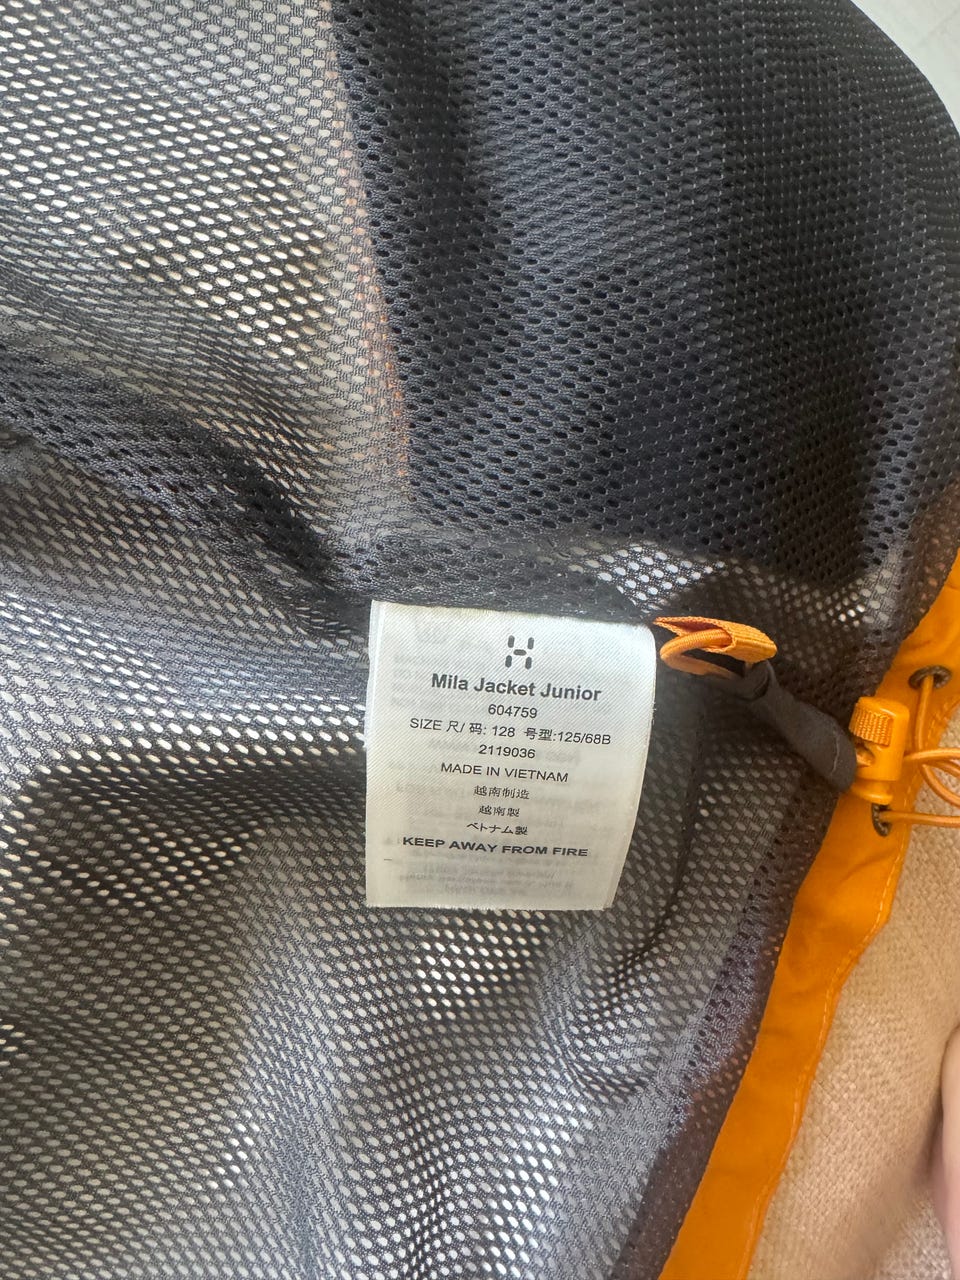 Mila Jacket Junior
604759
SIZE 尺/ 码: 128 号型:125/68B
2119036
MADE IN VIETNAM
越南制造
越南製
ベトナム製
KEEP AWAY FROM FIRE